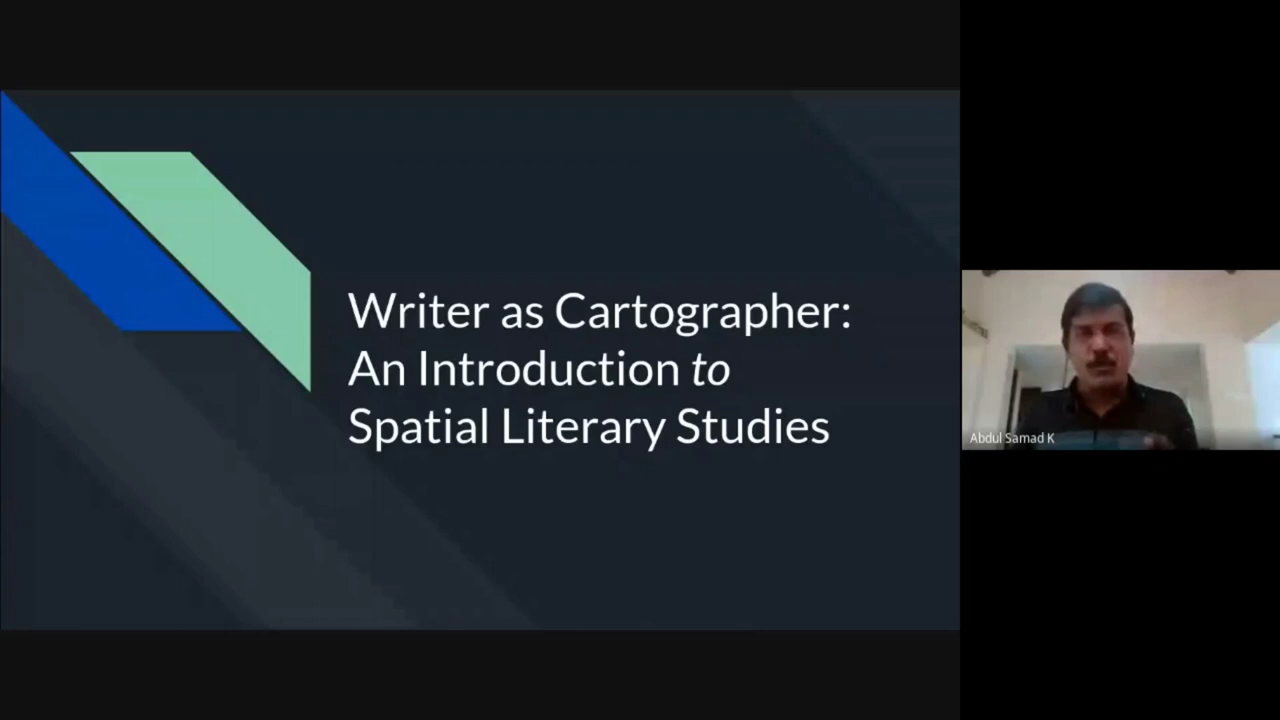 Writer as Cartographer:
An Introduction to
Spatial Literary Studies
Abdul Samad K